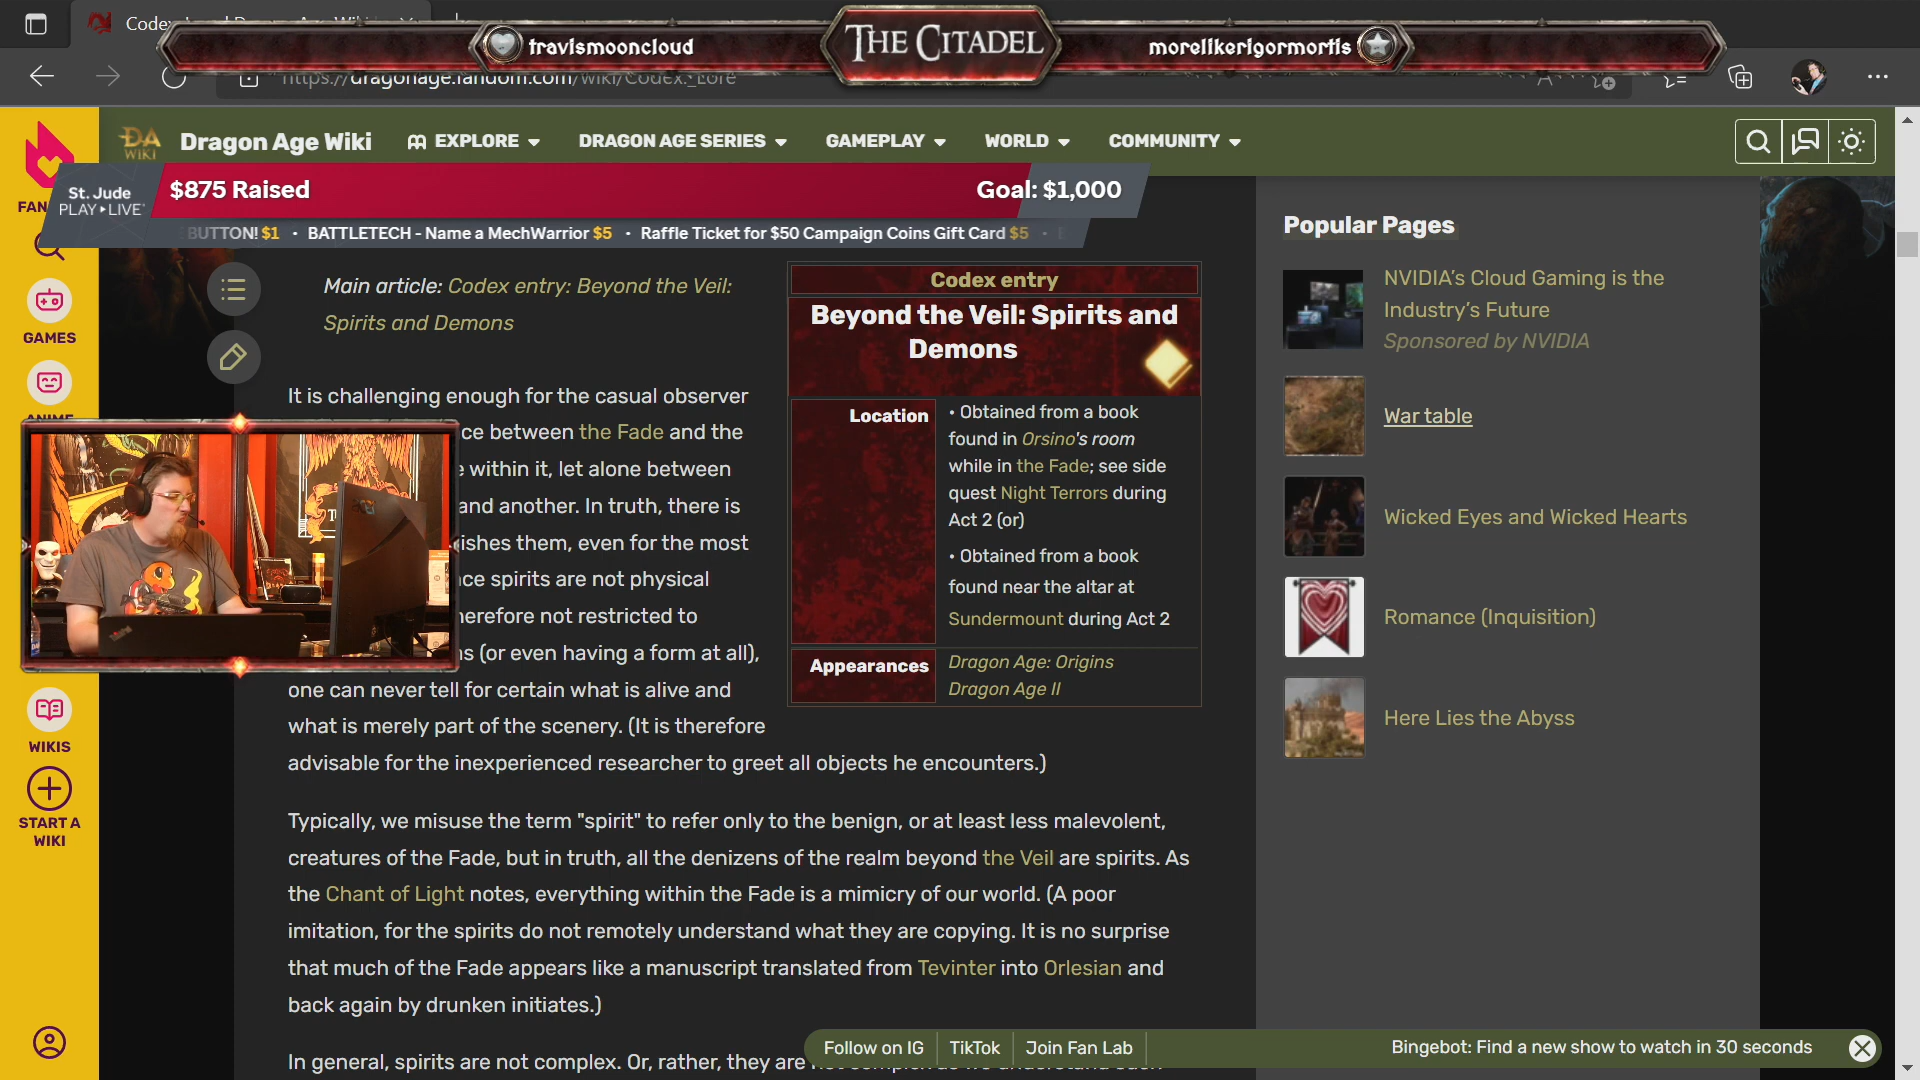 travismooncloud
THE CITADEL
morelikerigormortis
https://dragonage.fandom.com/wiki/Codex:_Lore
DA
WIKI
Dragon Age Wiki
EXPLORE
DRAGON AGE SERIES
GAMEPLAY
WORLD
COMMUNITY
St. Jude
PLAY LIVE
$875 Raised
Goal: $1,000
BUTTON! $1 · BATTLETECH - Name a MechWarrior $5 · Raffle Ticket for $50 Campaign Coins Gift Card $5
GAMES
WIKIS
START A
WIKI
Main article: Codex entry: Beyond the Veil:
Spirits and Demons
It is challenging enough for the casual observer
ce between the Fade and the
within it, let alone between
and another. In truth, there is
ishes them, even for the most
ce spirits are not physical
herefore not restricted to
s (or even having a form at all),
one can never tell for certain what is alive and
what is merely part of the scenery. (It is therefore
advisable for the inexperienced researcher to greet all objects he encounters.)
Codex entry
Beyond the Veil: Spirits and
Demons
Location
• Obtained from a book
found in Orsino's room
while in the Fade; see side
quest Night Terrors during
Act 2 (or)
• Obtained from a book
found near the altar at
Sundermount during Act 2
Appearances
Dragon Age: Origins
Dragon Age II
Typically, we misuse the term "spirit" to refer only to the benign, or at least less malevolent,
creatures of the Fade, but in truth, all the denizens of the realm beyond the Veil are spirits. As
the Chant of Light notes, everything within the Fade is a mimicry of our world. (A poor
imitation, for the spirits do not remotely understand what they are copying. It is no surprise
that much of the Fade appears like a manuscript translated from Tevinter into Orlesian and
back again by drunken initiates.)
In general, spirits are not complex. Or, rather, they are
Popular Pages
NVIDIA's Cloud Gaming is the
Industry's Future
Sponsored by NVIDIA
War table
Wicked Eyes and Wicked Hearts
Romance (Inquisition)
Here Lies the Abyss
Follow on IG
TikTok
Join Fan Lab
Bingebot: Find a new show to watch in 30 seconds